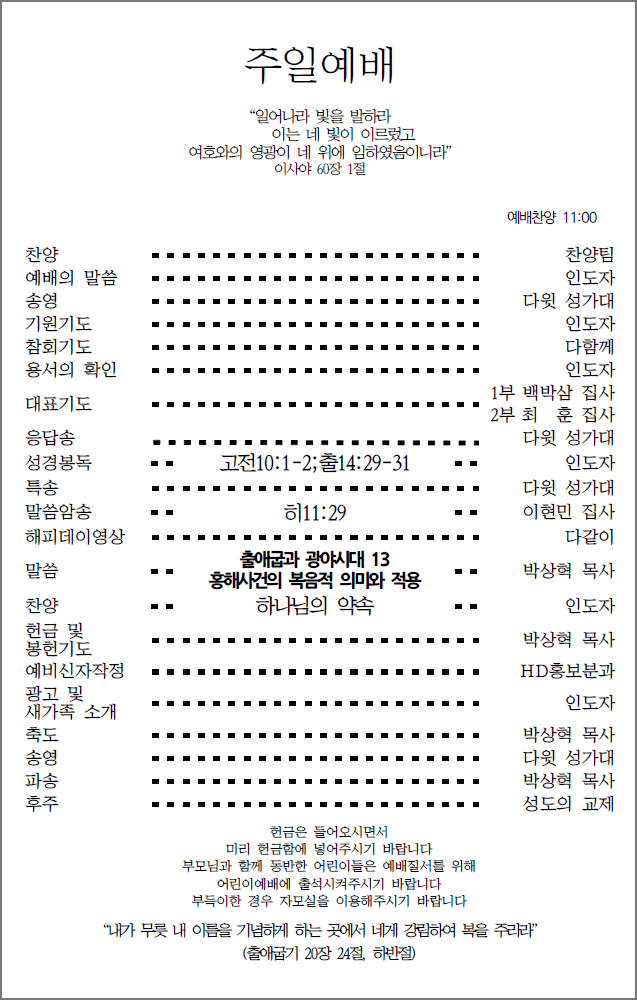 주일예배
“일어나라 빛을 발하라
이는 네 빛이 이르렀고
여호와의 영광이 네 위에 임하였음이니라”
이사야 60장 1절
예배찬양 11:00
찬양 찬양팀
예배의 말씀 인도자
송영 다윗 성가대
기원기도 인도자
참회기도 다함께
용서의 확인 인도자
대표기도 1부 백박삼 집사
2부 최 훈 집사
응답송 다윗 성가대
성경봉독 고전10:1-2;출14:29-31 인도자
특송 다윗 성가대
말씀암송 히11:29 이현민 집사
해피데이영상 다같이
출애굽과 광야시대 13
말씀 홍해사건의 복음적 의미와 적용 박상혁 목사
찬양 하나님의 약속 인도자
헌금 및
봉헌기도 박상혁 목사
예비신자작정 HD홍보분과
광고 및
새가족 소개 인도자
축도 박상혁 목사
송영 다윗 성가대
파송 박상혁 목사
후주 성도의 교제
헌금은 들어오시면서
미리 헌금함에 넣어주시기 바랍니다
부모님과 함께 동반한 어린이들은 예배질서를 위해
어린이예배에 출석시켜주시기 바랍니다
부득이한 경우 자모실을 이용해주시기 바랍니다
“내가 무릇 내 이름을 기념하게 하는 곳에서 네게 강림하여 복을 주리라”
(출애굽기 20장 24절, 하반절)